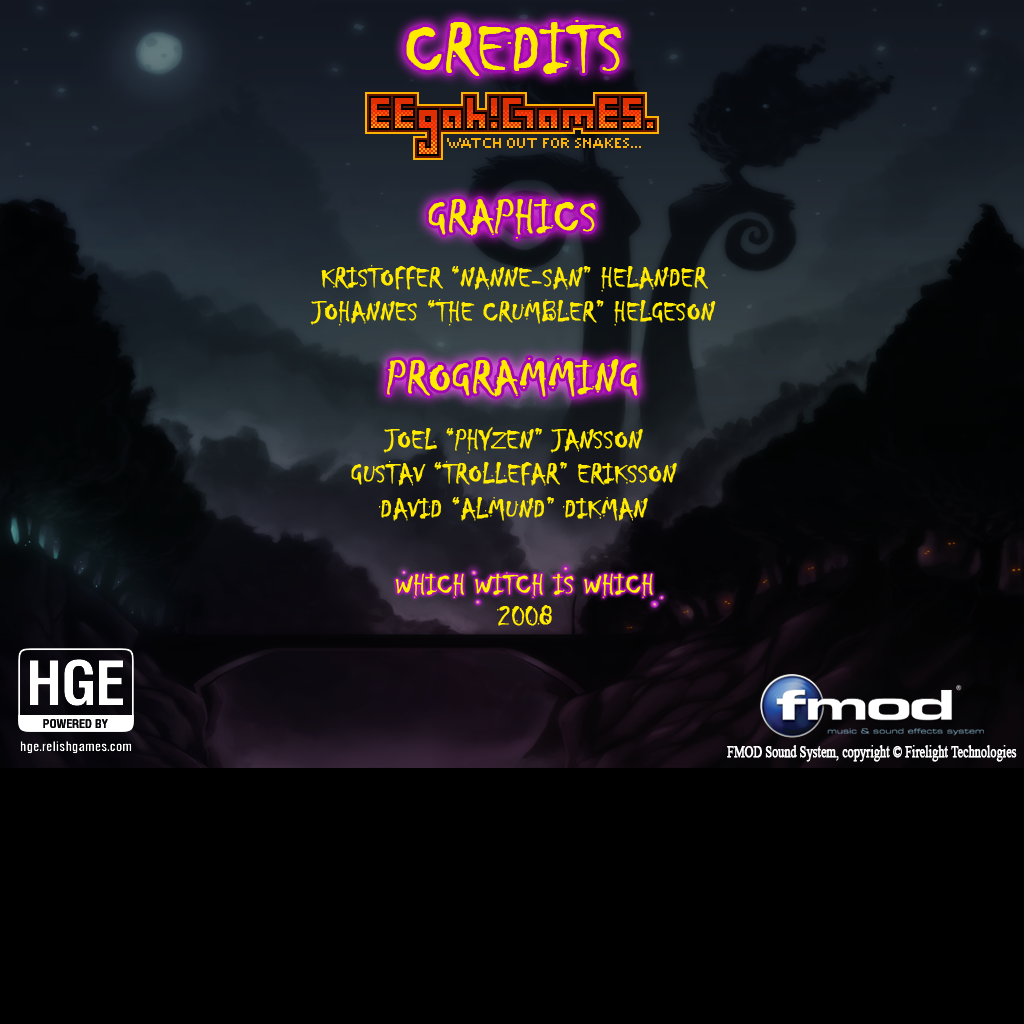 CREDITS
EEgah!GamES.
WATCH OUT FOR SNAKES...
GRAPHICS
KRISTOFFER “NANNE-SAN” HELANDER
JOHANNES “THE CRUMBLER” HELGESON
PROGRAMMING
JOEL “PHYZEN” JANSSON
GUSTAV “TROLLEFAR” ERIKSSON
DAVID “ALMUND” DIKMAN
WHICH WITCH IS WHICH
2008
HGE
POWERED BY
hge.relishgames.com
fmod®
music & sound effects system
FMOD Sound System, copyright © Firelight Technologies